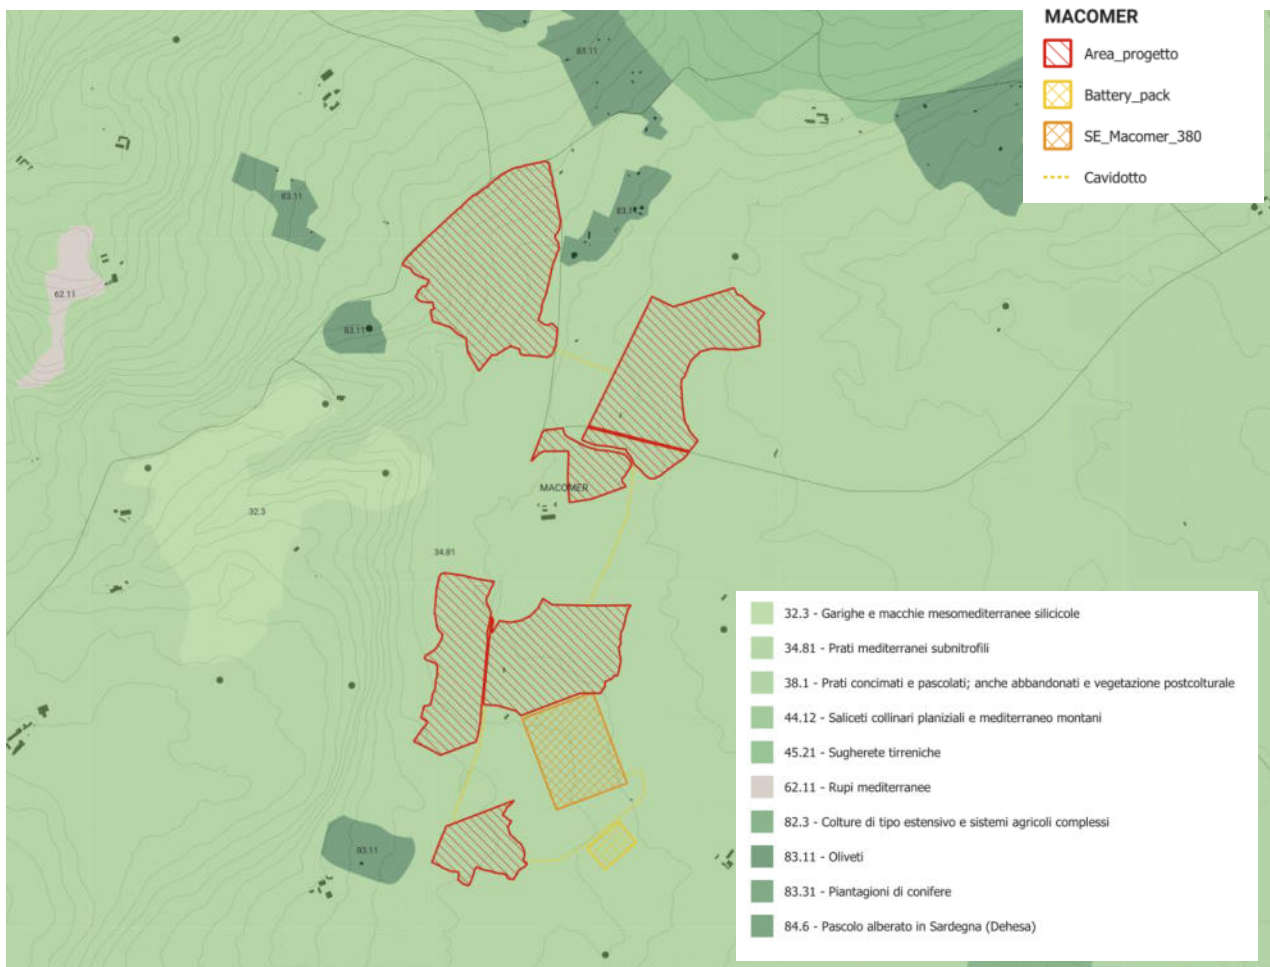 MACOMER
Area_progetto
Battery_pack
SE_Macomer_380
Cavidotto
83.11
83.11
83.11
62.11
83.11
32.3
MACOMER
34.81
83.11
32.3 - Garighe e macchie mesomediterranee silicicole
34.81 - Prati mediterranei subnitrofili
38.1 - Prati concimati e pascolati; anche abbandonati e vegetazione postcolturale
44.12 - Saliceti collinari planiziali e mediterraneo montani
45.21 - Sugherete tirreniche
62.11 - Rupi mediterranee
82.3 - Colture di tipo estensivo e sistemi agricoli complessi
83.11 - Oliveti
83.31 - Piantagioni di conifere
84.6 - Pascolo alberato in Sardegna (Dehesa)